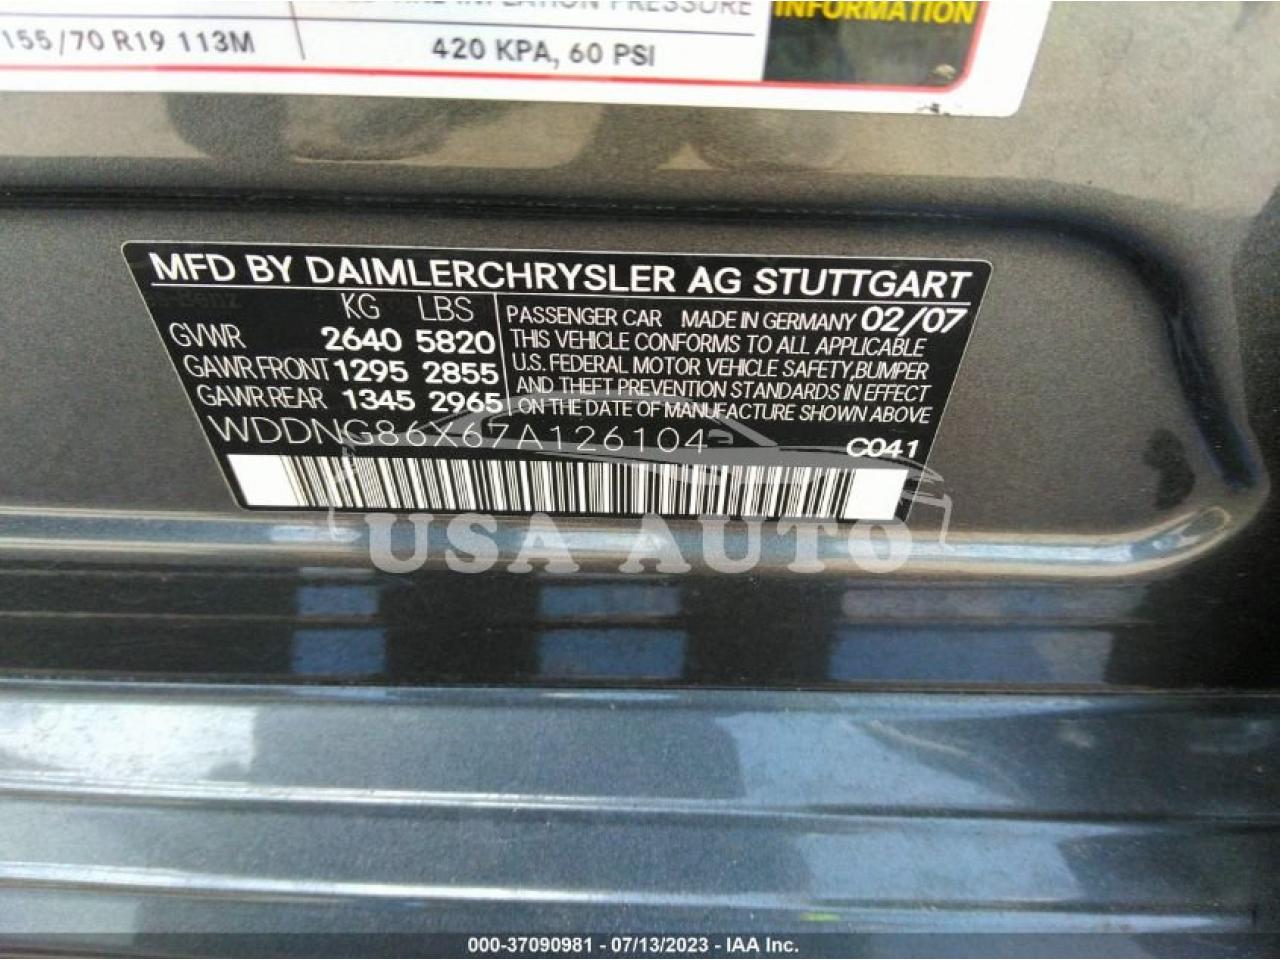 INFLATION PRESSURE
INFORMATION
155/70 R19 113M
420 KPA, 60 PSI
MFD BY DAIMLERCHRYSLER AG STUTTGART
KG LBS
GVWR 2640 5820
GAWR FRONT 1295 2855
GAWR REAR 1345 2965
PASSENGER CAR MADE IN GERMANY 02/07
THIS VEHICLE CONFORMS TO ALL APPLICABLE
U.S. FEDERAL MOTOR VEHICLE SAFETY,BUMPER
AND THEFT PREVENTION STANDARDS IN EFFECT
ON THE DATE OF MANUFACTURE SHOWN ABOVE
WDDNG86X67A126104
C041
USA AUTO
000-37090981 - 07/13/2023 - IAA Inc.